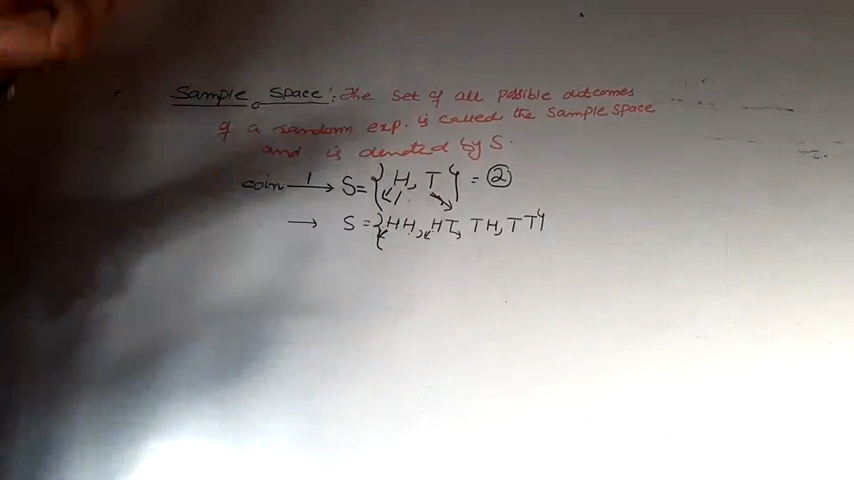 Sample Space: The set of all possible outcomes
of a random exp. is called the sample space
and is denoted by S.
coin 1 → S = { H, T } = 2
→ S = { HH, HT, TH, TT }